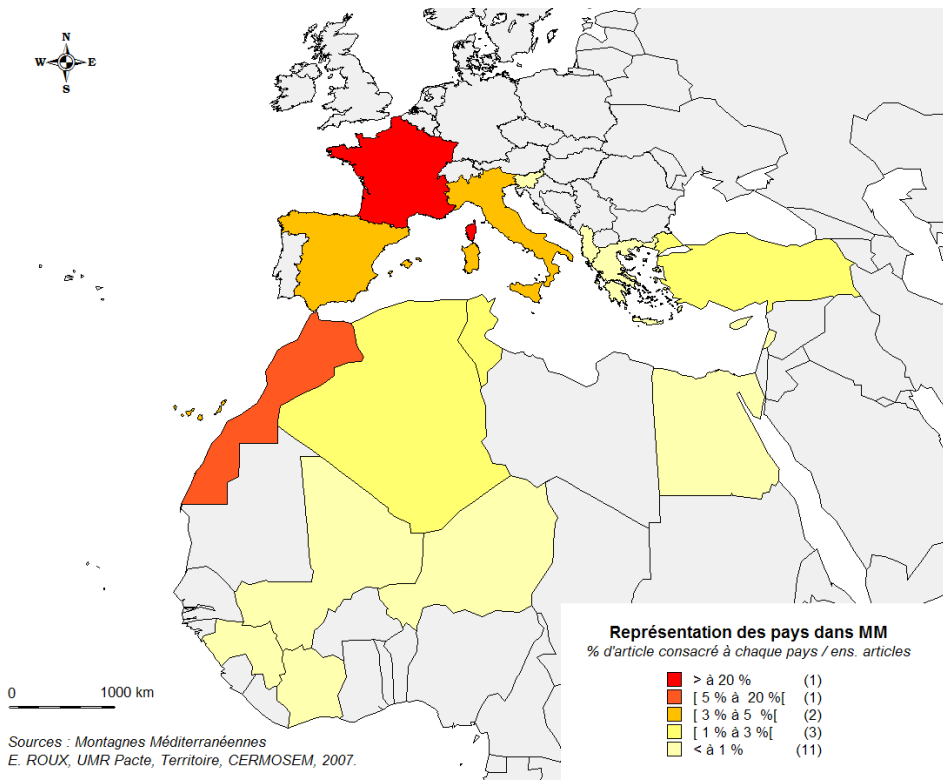 N
W E
S
Représentation des pays dans MM
% d'article consacré à chaque pays / ens. articles
> à 20 % (1)
[ 5 % à 20 %[ (1)
[ 3 % à 5 %[ (2)
[ 1 % à 3 %[ (3)
< à 1 % (11)
0 1000 km
Sources : Montagnes Méditerranéennes
E. ROUX, UMR Pacte, Territoire, CERMOSEM, 2007.